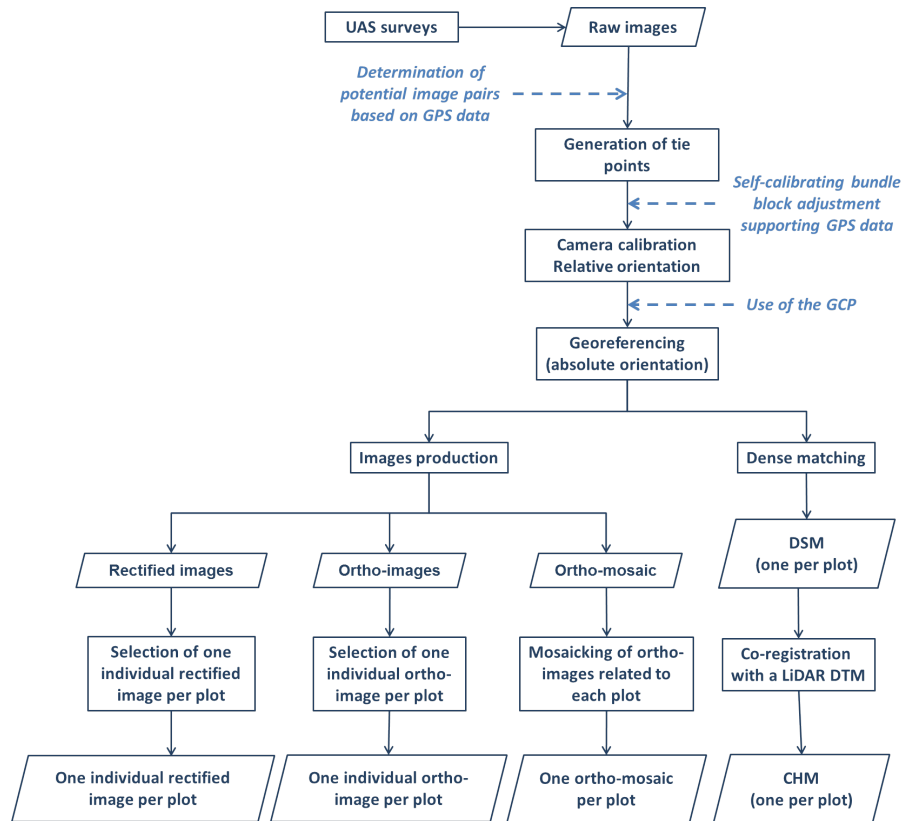 UAS surveys
Raw images
Determination of
potential image pairs
based on GPS data
Generation of tie
points
Self-calibrating bundle
block adjustment
supporting GPS data
Camera calibration
Relative orientation
Use of the GCP
Georeferencing
(absolute orientation)
Images production
Dense matching
Rectified images
Ortho-images
Ortho-mosaic
DSM
(one per plot)
Selection of one
individual rectified
image per plot
Selection of one
individual ortho-
image per plot
Mosaicking of ortho-
images related to
each plot
Co-registration
with a LiDAR DTM
One individual rectified
image per plot
One individual ortho-
image per plot
One ortho-mosaic
per plot
CHM
(one per plot)